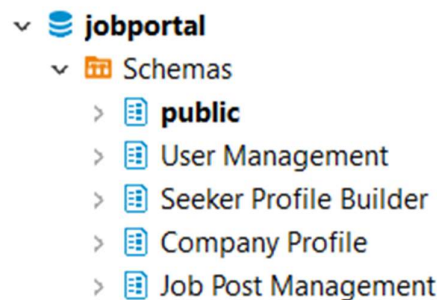 jobportal
Schemas
public
User Management
Seeker Profile Builder
Company Profile
Job Post Management